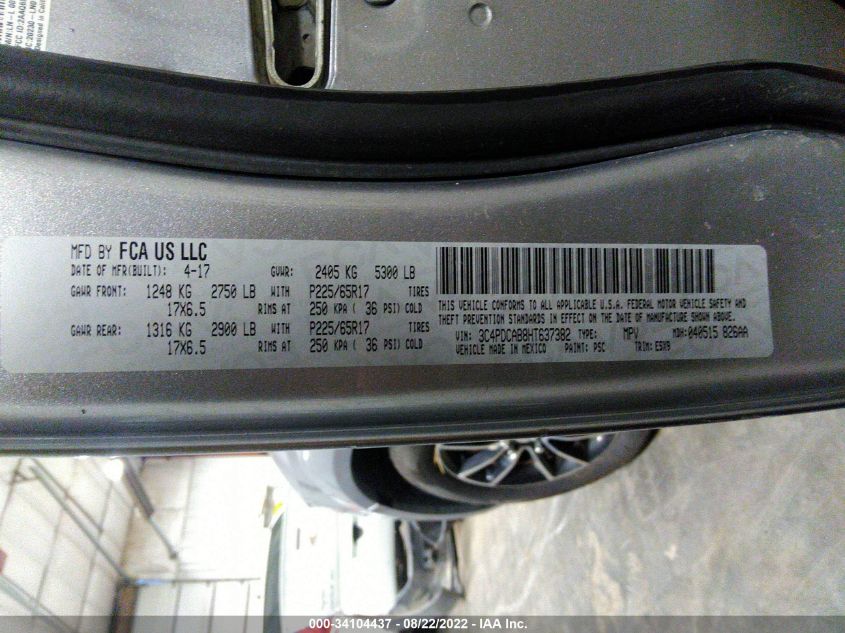 MFD BY FCA US LLC
DATE OF MFR(BUILT): 4-17 GVWR: 2405 KG 5300 LB
GAWR FRONT: 1248 KG 2750 LB WITH P225/65R17 TIRES
17X6.5 RIMS AT 250 KPA ( 36 PSI) COLD
GAWR REAR: 1316 KG 2900 LB WITH P225/65R17 TIRES
17X6.5 RIMS AT 250 KPA ( 36 PSI) COLD
THIS VEHICLE CONFORMS TO ALL APPLICABLE U.S.A. FEDERAL MOTOR VEHICLE SAFETY AND
THEFT PREVENTION STANDARDS IN EFFECT ON THE DATE OF MANUFACTURE SHOWN ABOVE.
VIN: 3C4PDCAB8HT637382 TYPE: MPV MDH: 040515 826AA
VEHICLE MADE IN MEXICO PAINT: PSC TRIM: E5X9
000-34104437 - 08/22/2022 - IAA Inc.